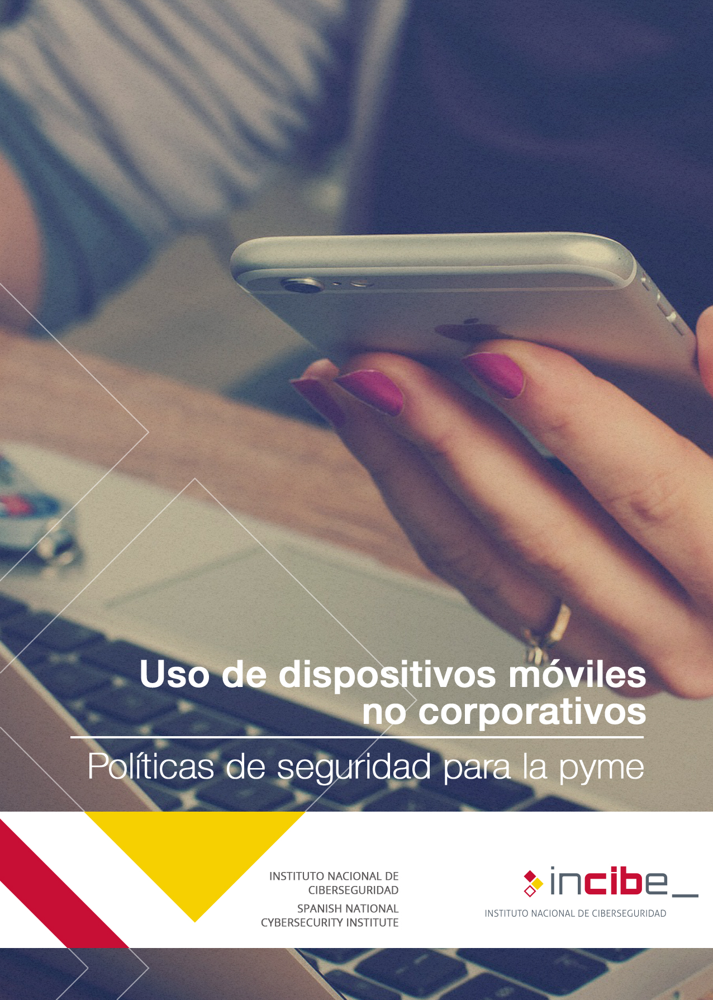 Uso de dispositivos móviles
no corporativos
Políticas de seguridad para la pyme
INSTITUTO NACIONAL DE
CIBERSEGURIDAD
SPANISH NATIONAL
CYBERSECURITY INSTITUTE
incibe_
INSTITUTO NACIONAL DE CIBERSEGURIDAD